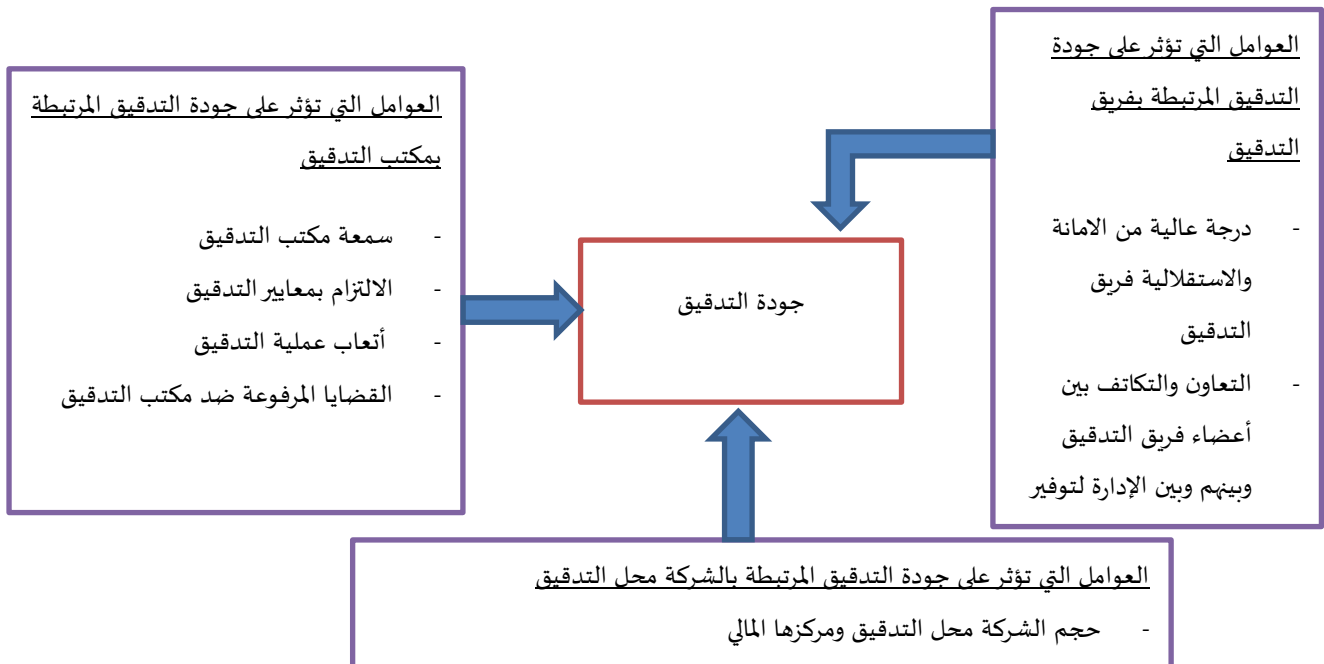 العوامل التي تؤثر على جودة
التدقيق المرتبطة بفريق
التدقيق
- درجة عالية من الامانة
والاستقلالية فريق
التدقيق
- التعاون والتكاتف بين
أعضاء فريق التدقيق
وبينهم وبين الإدارة لتوفير
العوامل التي تؤثر على جودة التدقيق المرتبطة
بمكتب التدقيق
- سمعة مكتب التدقيق
- الالتزام بمعايير التدقيق
- أتعاب عملية التدقيق
- القضايا المرفوعة ضد مكتب التدقيق
جودة التدقيق
العوامل التي تؤثر على جودة التدقيق المرتبطة بالشركة محل التدقيق
- حجم الشركة محل التدقيق ومركزها المالي